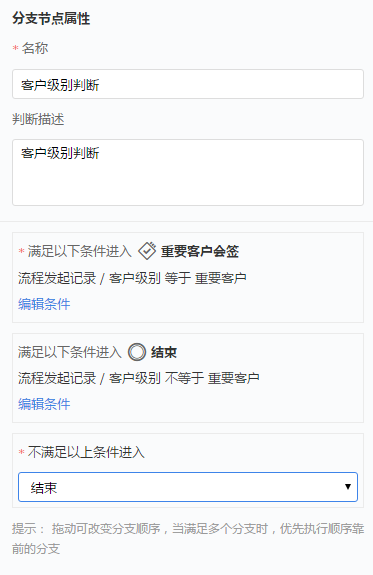 分支节点属性
* 名称
客户级别判断
判断描述
客户级别判断
* 满足以下条件进入 重要客户会签
流程发起记录 / 客户级别 等于 重要客户
编辑条件
满足以下条件进入 结束
流程发起记录 / 客户级别 不等于 重要客户
编辑条件
* 不满足以上条件进入
结束
提示： 拖动可改变分支顺序，当满足多个分支时，优先执行顺序靠
前的分支